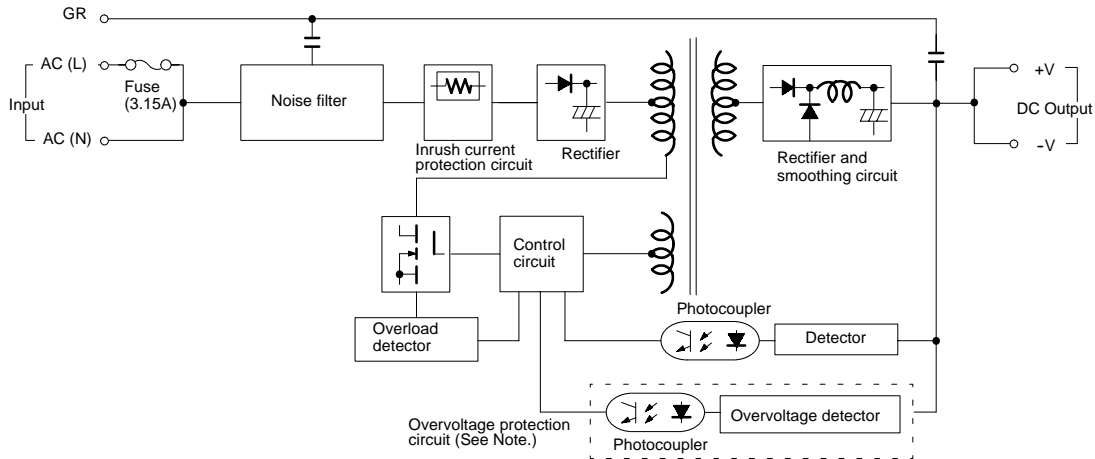 GR
AC (L)
Fuse
(3.15A)
Input
AC (N)
Noise filter
Inrush current
protection circuit
Rectifier
Rectifier and
smoothing circuit
+V
DC Output
−V
Control
circuit
Overload
detector
Photocoupler
Detector
Overvoltage protection
circuit (See Note.)
Photocoupler
Overvoltage detector